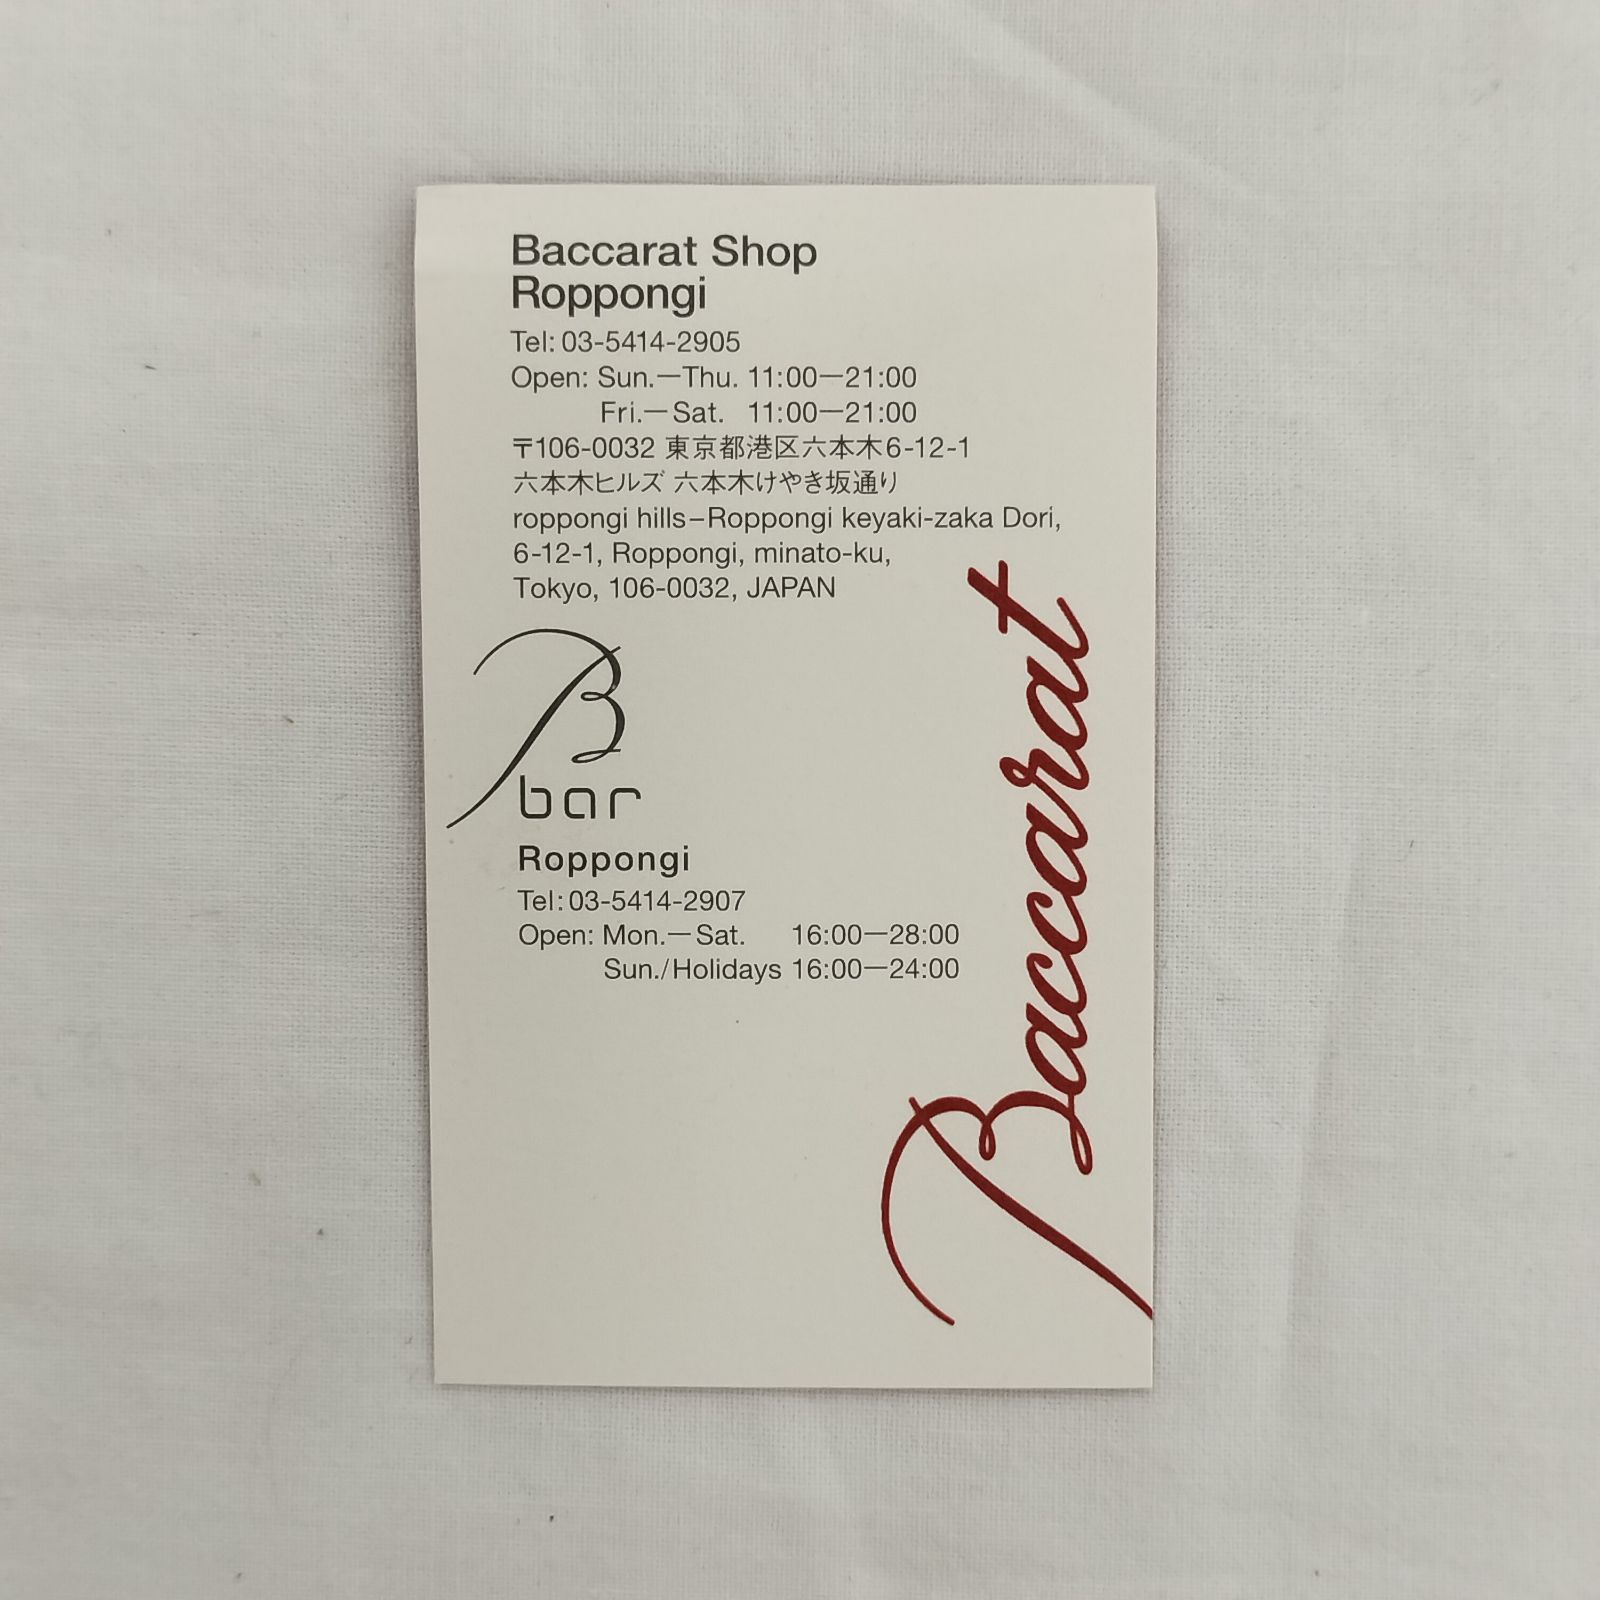 Baccarat Shop
Roppongi
Tel: 03-5414-2905
Open: Sun.—Thu. 11:00—21:00
Fri.—Sat. 11:00—21:00
〒106-0032 東京都港区六本木6-12-1
六本木ヒルズ 六本木けやき坂通り
roppongi hills–Roppongi keyaki-zaka Dori,
6-12-1, Roppongi, minato-ku,
Tokyo, 106-0032, JAPAN
B
bar
Roppongi
Tel: 03-5414-2907
Open: Mon.—Sat. 16:00—28:00
Sun./Holidays 16:00—24:00
Baccarat